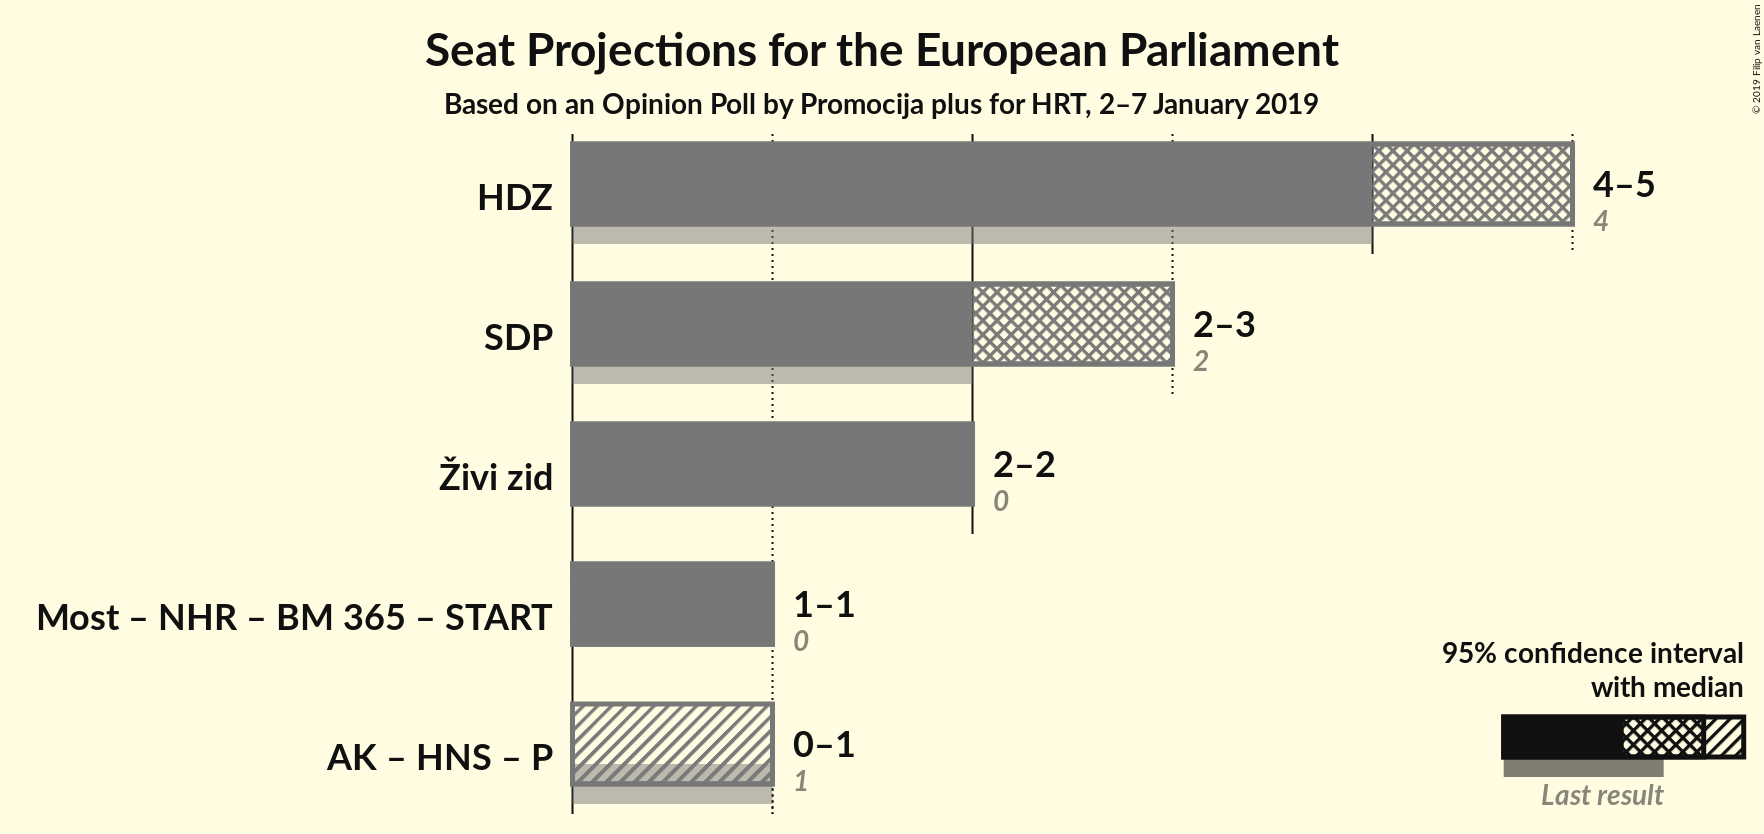 Seat Projections for the European Parliament
Based on an Opinion Poll by Promocija plus for HRT, 2–7 January 2019
© 2019 Filip van Laenen
HDZ
4–5
4
SDP
2–3
2
Živi zid
2–2
0
Most – NHR – BM 365 – START
1–1
0
AK – HNS – P
0–1
1
95% confidence interval
with median
Last result